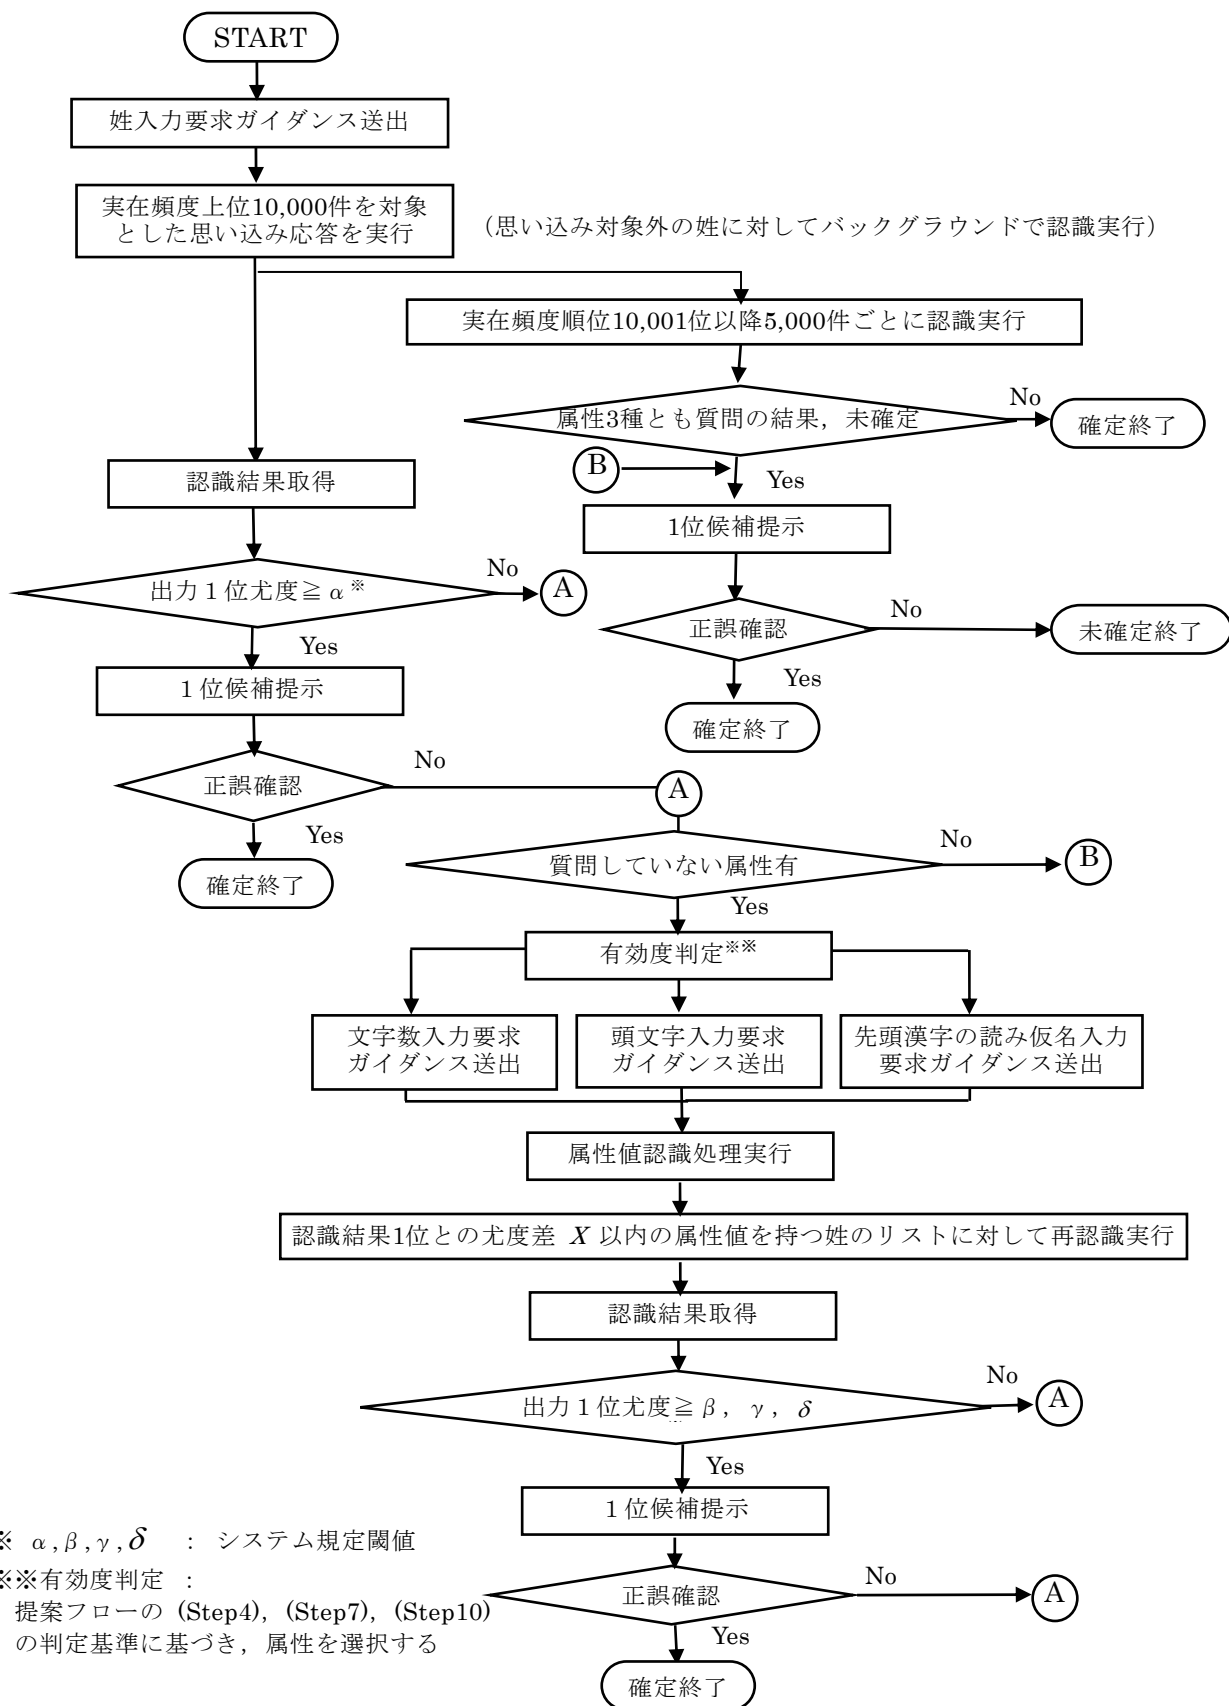 START
姓入力要求ガイダンス送出
実在頻度上位10,000件を対象
とした思い込み応答を実行
（思い込み対象外の姓に対してバックグラウンドで認識実行）
実在頻度順位10,001位以降5,000件ごとに認識実行
属性3種とも質問の結果，未確定
No
確定終了
B
Yes
認識結果取得
1位候補提示
出力１位尤度≧α※
No
A
正誤確認
No
未確定終了
Yes
Yes
１位候補提示
確定終了
正誤確認
No
A
Yes
確定終了
質問していない属性有
No
B
Yes
有効度判定※※
文字数入力要求
ガイダンス送出
頭文字入力要求
ガイダンス送出
先頭漢字の読み仮名入力
要求ガイダンス送出
属性値認識処理実行
認識結果1位との尤度差 X 以内の属性値を持つ姓のリストに対して再認識実行
認識結果取得
出力１位尤度≧β，γ，δ
No
A
Yes
１位候補提示
正誤確認
No
A
Yes
確定終了
※ α,β,γ,δ ： システム規定閾値
※※有効度判定 ：
提案フローの (Step4)，(Step7)，(Step10)
の判定基準に基づき，属性を選択する